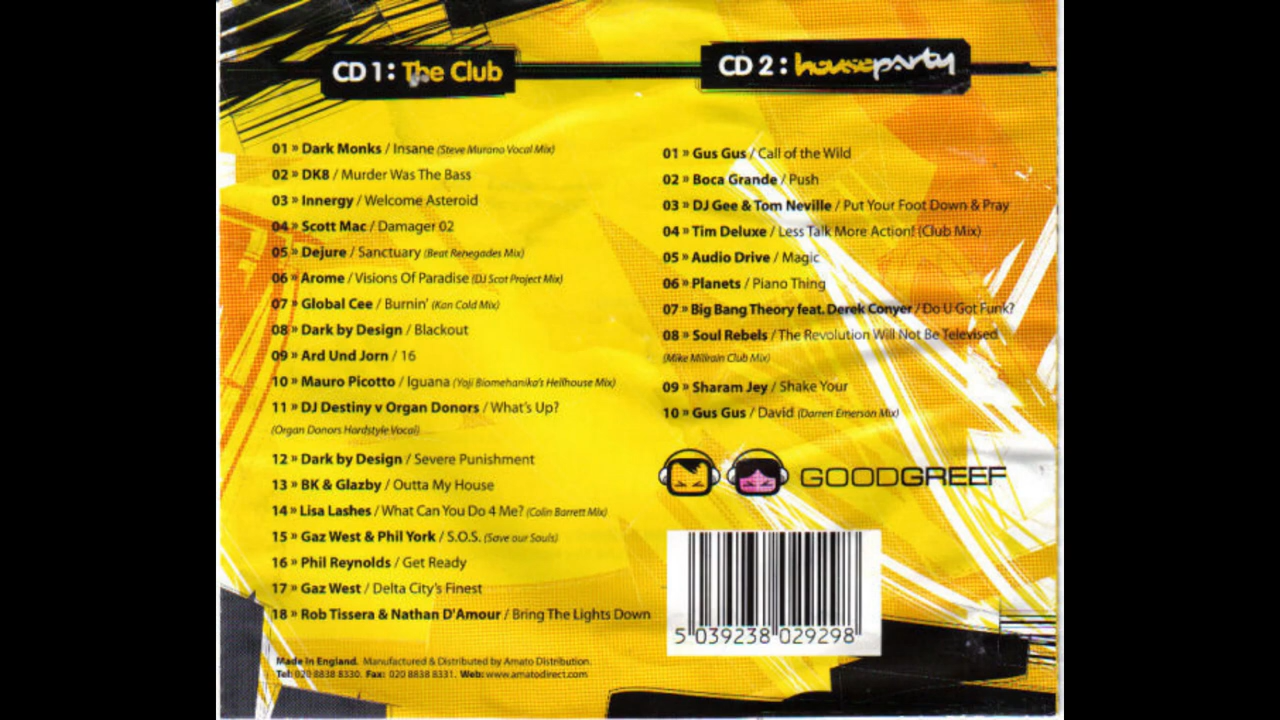 CD 1: The Club
01 » Dark Monks / Insane (Steve Murano Vocal Mix)
02 » DK8 / Murder Was The Bass
03 » Innergy / Welcome Asteroid
04 » Scott Mac / Damager 02
05 » Dejure / Sanctuary (Beat Renegades Mix)
06 » Arome / Visions Of Paradise (DJ Scot Project Mix)
07 » Global Cee / Burnin' (Kan Cold Mix)
08 » Dark by Design / Blackout
09 » Ard Und Jorn / 16
10 » Mauro Picotto / Iguana (Yoji Biomehanika's Hellhouse Mix)
11 » DJ Destiny v Organ Donors / What's Up?
(Organ Donors Hardstyle Vocal)
12 » Dark by Design / Severe Punishment
13 » BK & Glazby / Outta My House
14 » Lisa Lashes / What Can You Do 4 Me? (Colin Barrett Mix)
15 » Gaz West & Phil York / S.O.S. (Save our Souls)
16 » Phil Reynolds / Get Ready
17 » Gaz West / Delta City's Finest
18 » Rob Tissera & Nathan D'Amour / Bring The Lights Down
Made in England. Manufactured & Distributed by Amato Distribution.
Tel: 020 8838 8330. Fax: 020 8838 8331. Web: www.amatodirect.com
CD 2: houseparty
01 » Gus Gus / Call of the Wild
02 » Boca Grande / Push
03 » DJ Gee & Tom Neville / Put Your Foot Down & Pray
04 » Tim Deluxe / Less Talk More Action! (Club Mix)
05 » Audio Drive / Magic
06 » Planets / Piano Thing
07 » Big Bang Theory feat. Derek Conyer / Do U Got Funk?
08 » Soul Rebels / The Revolution Will Not Be Televised
(Mike Millrain Club Mix)
09 » Sharam Jey / Shake Your
10 » Gus Gus / David (Darren Emerson Mix)
GOODGREEF
5 039238 029298